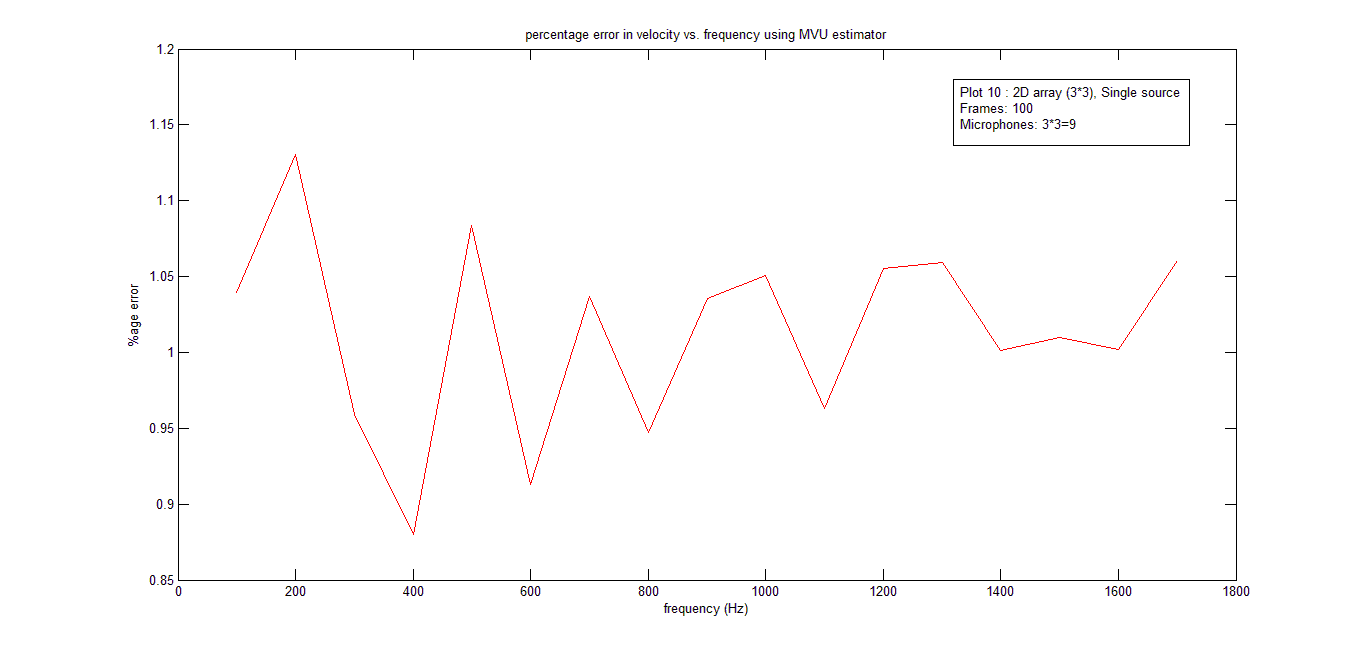 percentage error in velocity vs. frequency using MVU estimator
1.2
1.15
1.1
1.05
1
0.95
0.9
0.85
%age error
Plot 10 : 2D array (3*3), Single source
Frames: 100
Microphones: 3*3=9
0 200 400 600 800 1000 1200 1400 1600 1800
frequency (Hz)